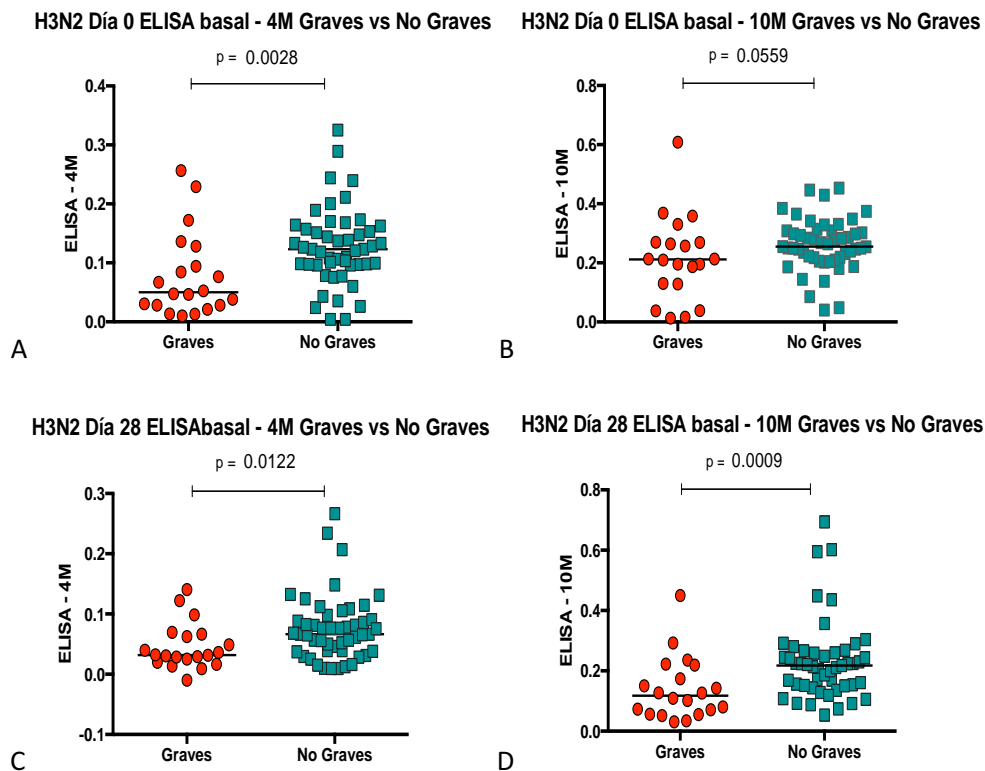 H3N2 Día 0 ELISA basal - 4M Graves vs No Graves
p = 0.0028
0.4
0.3
0.2
0.1
0.0
ELISA - 4M
Graves
No Graves
A
H3N2 Día 0 ELISA basal - 10M Graves vs No Graves
p = 0.0559
0.8
0.6
0.4
0.2
0.0
ELISA - 10M
Graves
No Graves
B
H3N2 Día 28 ELISAbasal - 4M Graves vs No Graves
p = 0.0122
0.3
0.2
0.1
0.0
-0.1
ELISA - 4M
Graves
No Graves
C
H3N2 Día 28 ELISA basal - 10M Graves vs No Graves
p = 0.0009
0.8
0.6
0.4
0.2
0.0
ELISA - 10M
Graves
No Graves
D